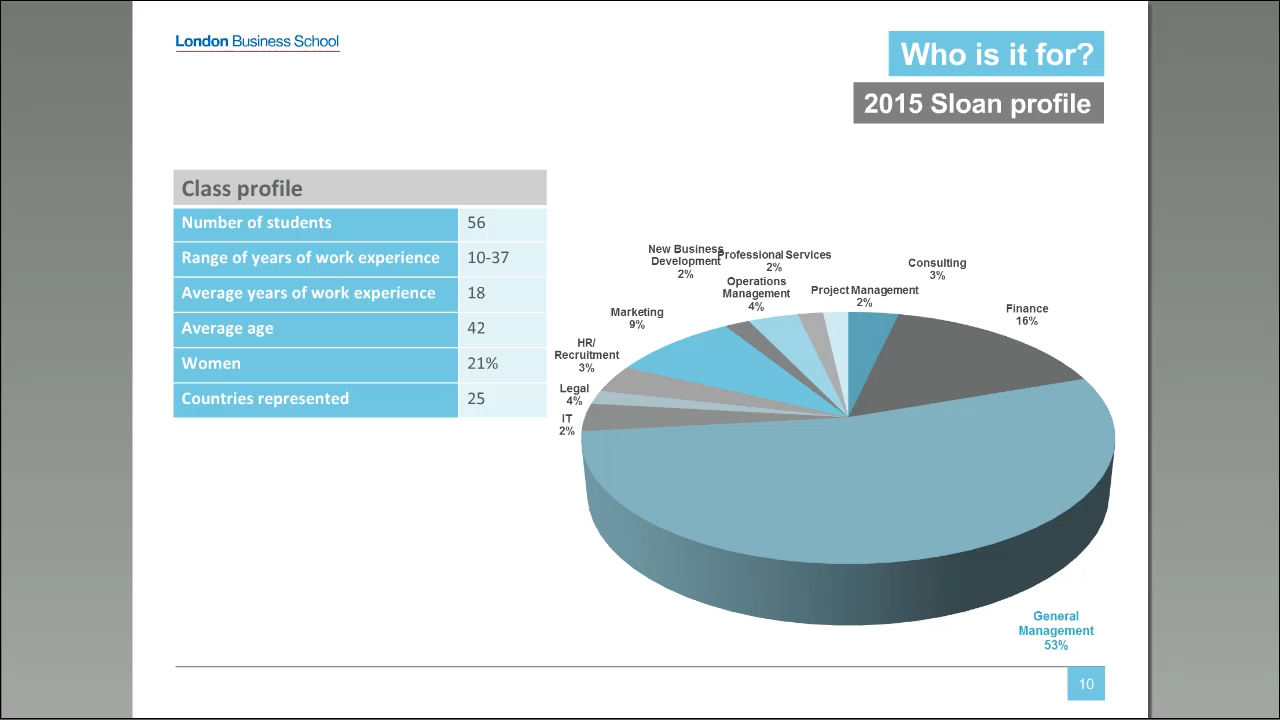 London Business School
Who is it for?
2015 Sloan profile
Class profile
Number of students 56
Range of years of work experience 10-37
Average years of work experience 18
Average age 42
Women 21%
Countries represented 25
New Business
Development
2%
Professional Services
2%
Operations
Management
4%
Project Management
2%
Consulting
3%
Finance
16%
Marketing
9%
HR/
Recruitment
3%
Legal
4%
IT
2%
General
Management
53%
10